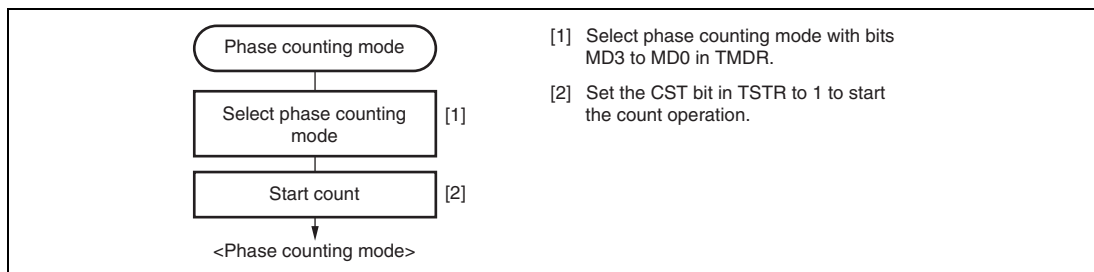 Phase counting mode
Select phase counting
mode
[1]
Start count
[2]
<Phase counting mode>
[1] Select phase counting mode with bits
MD3 to MD0 in TMDR.
[2] Set the CST bit in TSTR to 1 to start
the count operation.